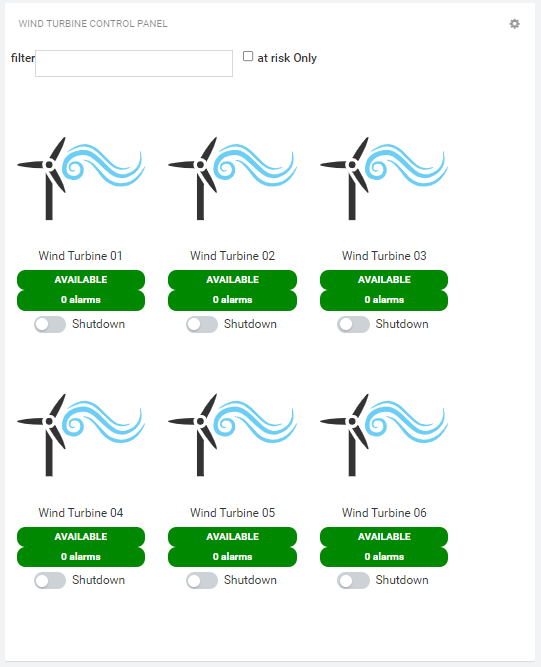 WIND TURBINE CONTROL PANEL
filter at risk Only
Wind Turbine 01 Wind Turbine 02 Wind Turbine 03
AVAILABLE AVAILABLE AVAILABLE
0 alarms 0 alarms 0 alarms
Shutdown Shutdown Shutdown
Wind Turbine 04 Wind Turbine 05 Wind Turbine 06
AVAILABLE AVAILABLE AVAILABLE
0 alarms 0 alarms 0 alarms
Shutdown Shutdown Shutdown